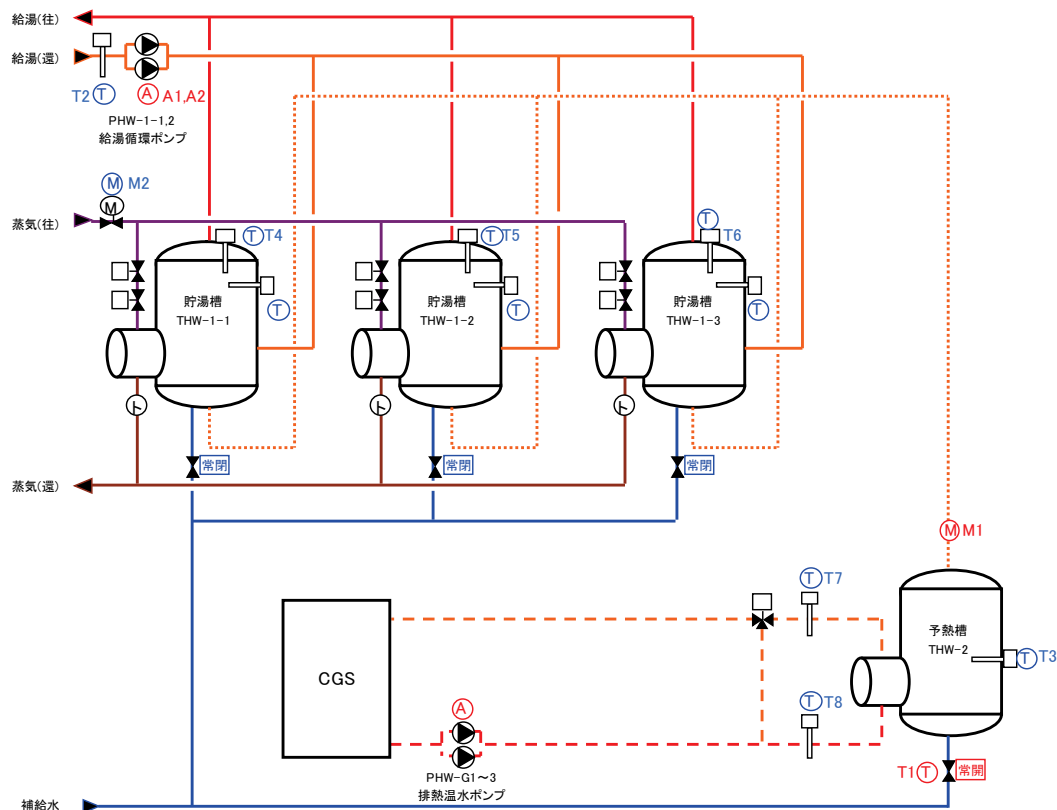 給湯(往)
給湯(還)
T2 T
A A1,A2
PHW-1-1,2
給湯循環ポンプ
M M2
M
蒸気(往)
T T4
T T5
T
T6
貯湯槽
THW-1-1
T
貯湯槽
THW-1-2
T
貯湯槽
THW-1-3
T
ト
ト
ト
常閉
常閉
常閉
蒸気(還)
M M1
T T7
予熱槽
THW-2
T T3
CGS
T T8
A
PHW-G1~3
排熱温水ポンプ
T1 T
常開
補給水